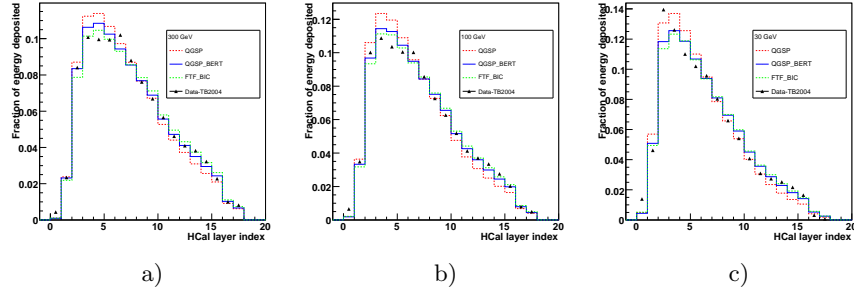 Fraction of energy deposited
0.12
0.1
0.08
0.06
0.04
0.02
0
300 GeV
QGSP
QGSP_BERT
FTF_BIC
Data-TB2004
0 5 10 15 20
HCal layer index
a)
Fraction of energy deposited
0.12
0.1
0.08
0.06
0.04
0.02
0
100 GeV
QGSP
QGSP_BERT
FTF_BIC
Data-TB2004
0 5 10 15 20
HCal layer index
b)
Fraction of energy deposited
0.14
0.12
0.1
0.08
0.06
0.04
0.02
0
30 GeV
QGSP
QGSP_BERT
FTF_BIC
Data-TB2004
0 5 10 15 20
HCal layer index
c)